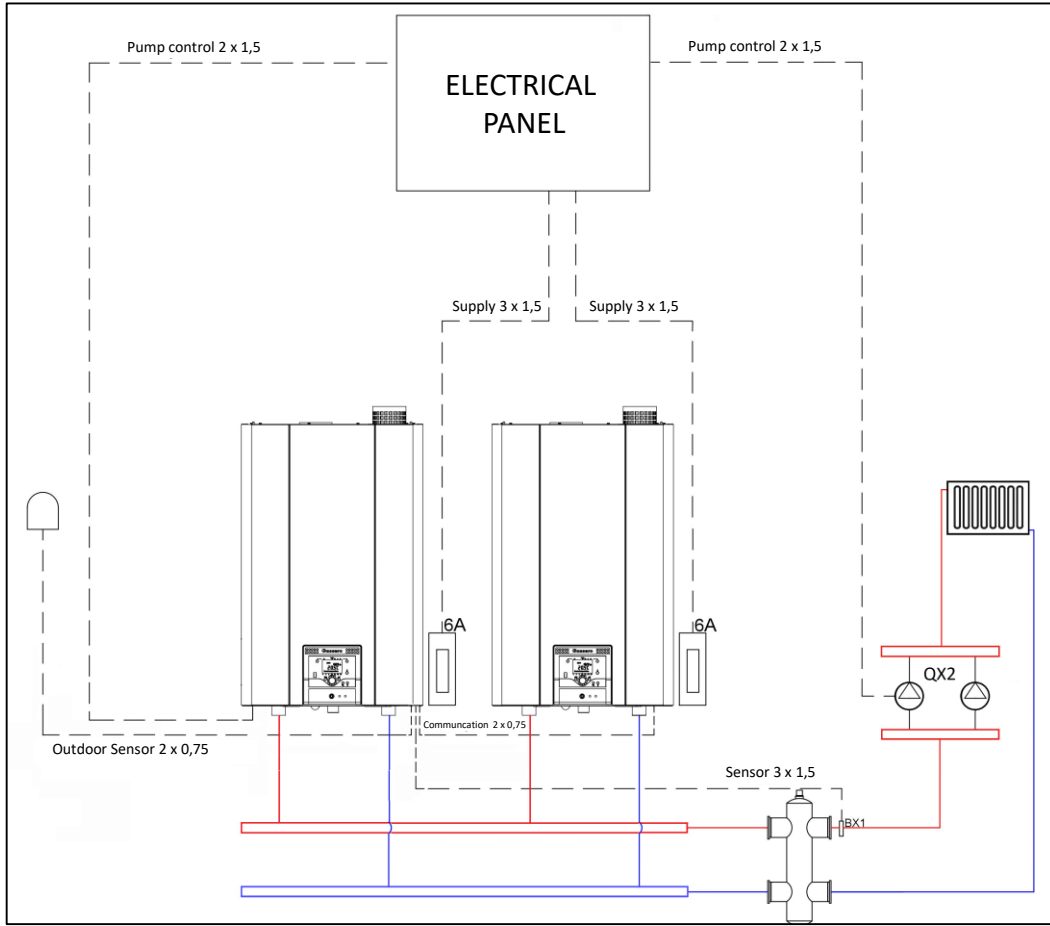 Pump control 2 x 1,5
Pump control 2 x 1,5
ELECTRICAL
PANEL
Supply 3 x 1,5
Supply 3 x 1,5
6A
6A
QX2
Communcation 2 x 0,75
Outdoor Sensor 2 x 0,75
Sensor 3 x 1,5
BX1